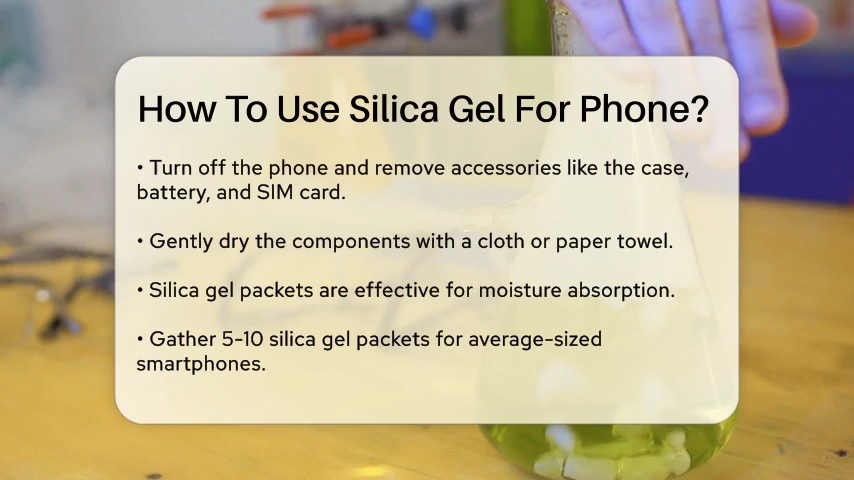 How To Use Silica Gel For Phone?
• Turn off the phone and remove accessories like the case,
battery, and SIM card.
• Gently dry the components with a cloth or paper towel.
• Silica gel packets are effective for moisture absorption.
• Gather 5-10 silica gel packets for average-sized
smartphones.